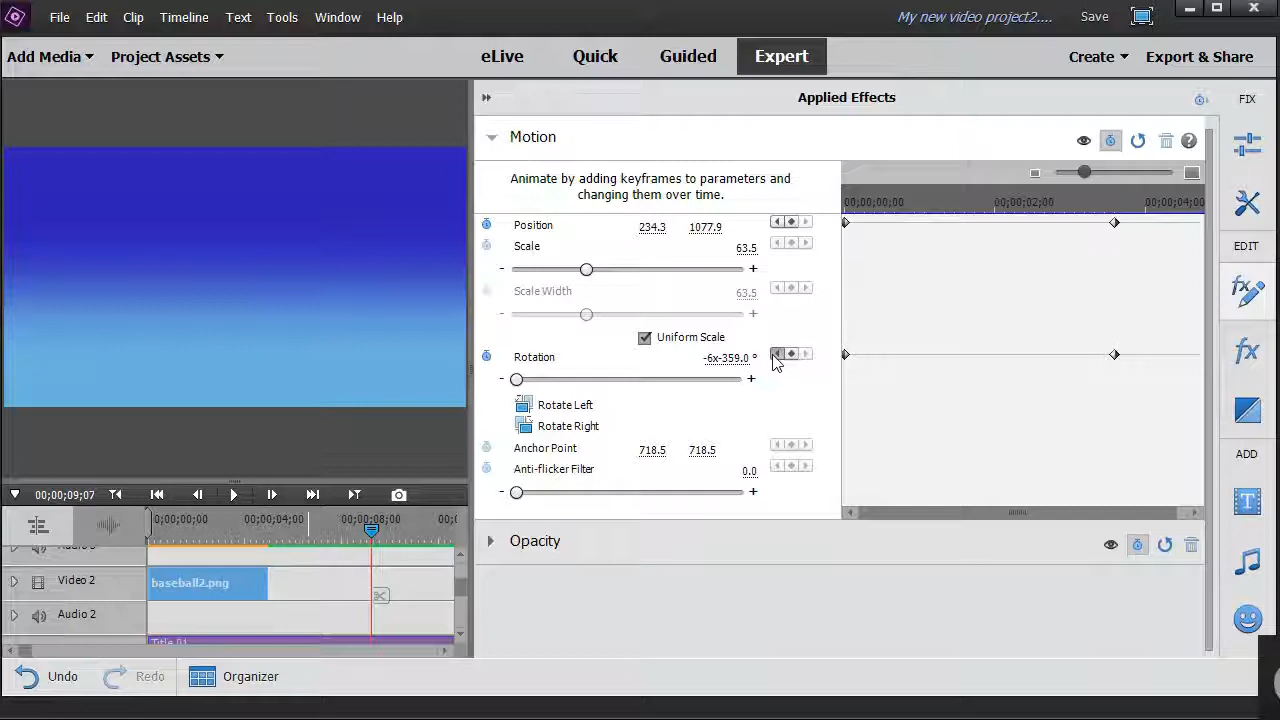 File Edit Clip Timeline Text Tools Window Help My new video project2.... Save
Add Media Project Assets eLive Quick Guided Expert Create Export & Share
Applied Effects FIX
Motion
Animate by adding keyframes to parameters and
changing them over time.
00;00;00;00 00;00;02;00 00;00;04;00
Position 234.3 1077.9
Scale 63.5
EDIT
- +
Scale Width 63.5
- +
Uniform Scale
Rotation -6x-359.0 °
- +
Rotate Left
Rotate Right
Anchor Point 718.5 718.5
ADD
Anti-flicker Filter 0.0
- +
00;00;09;07
0;00;00;00 00;00;04;00 00;00;08;00 00;0
Opacity
Video 2 baseball2.png
Audio 2
Title 01
Undo Redo Organizer